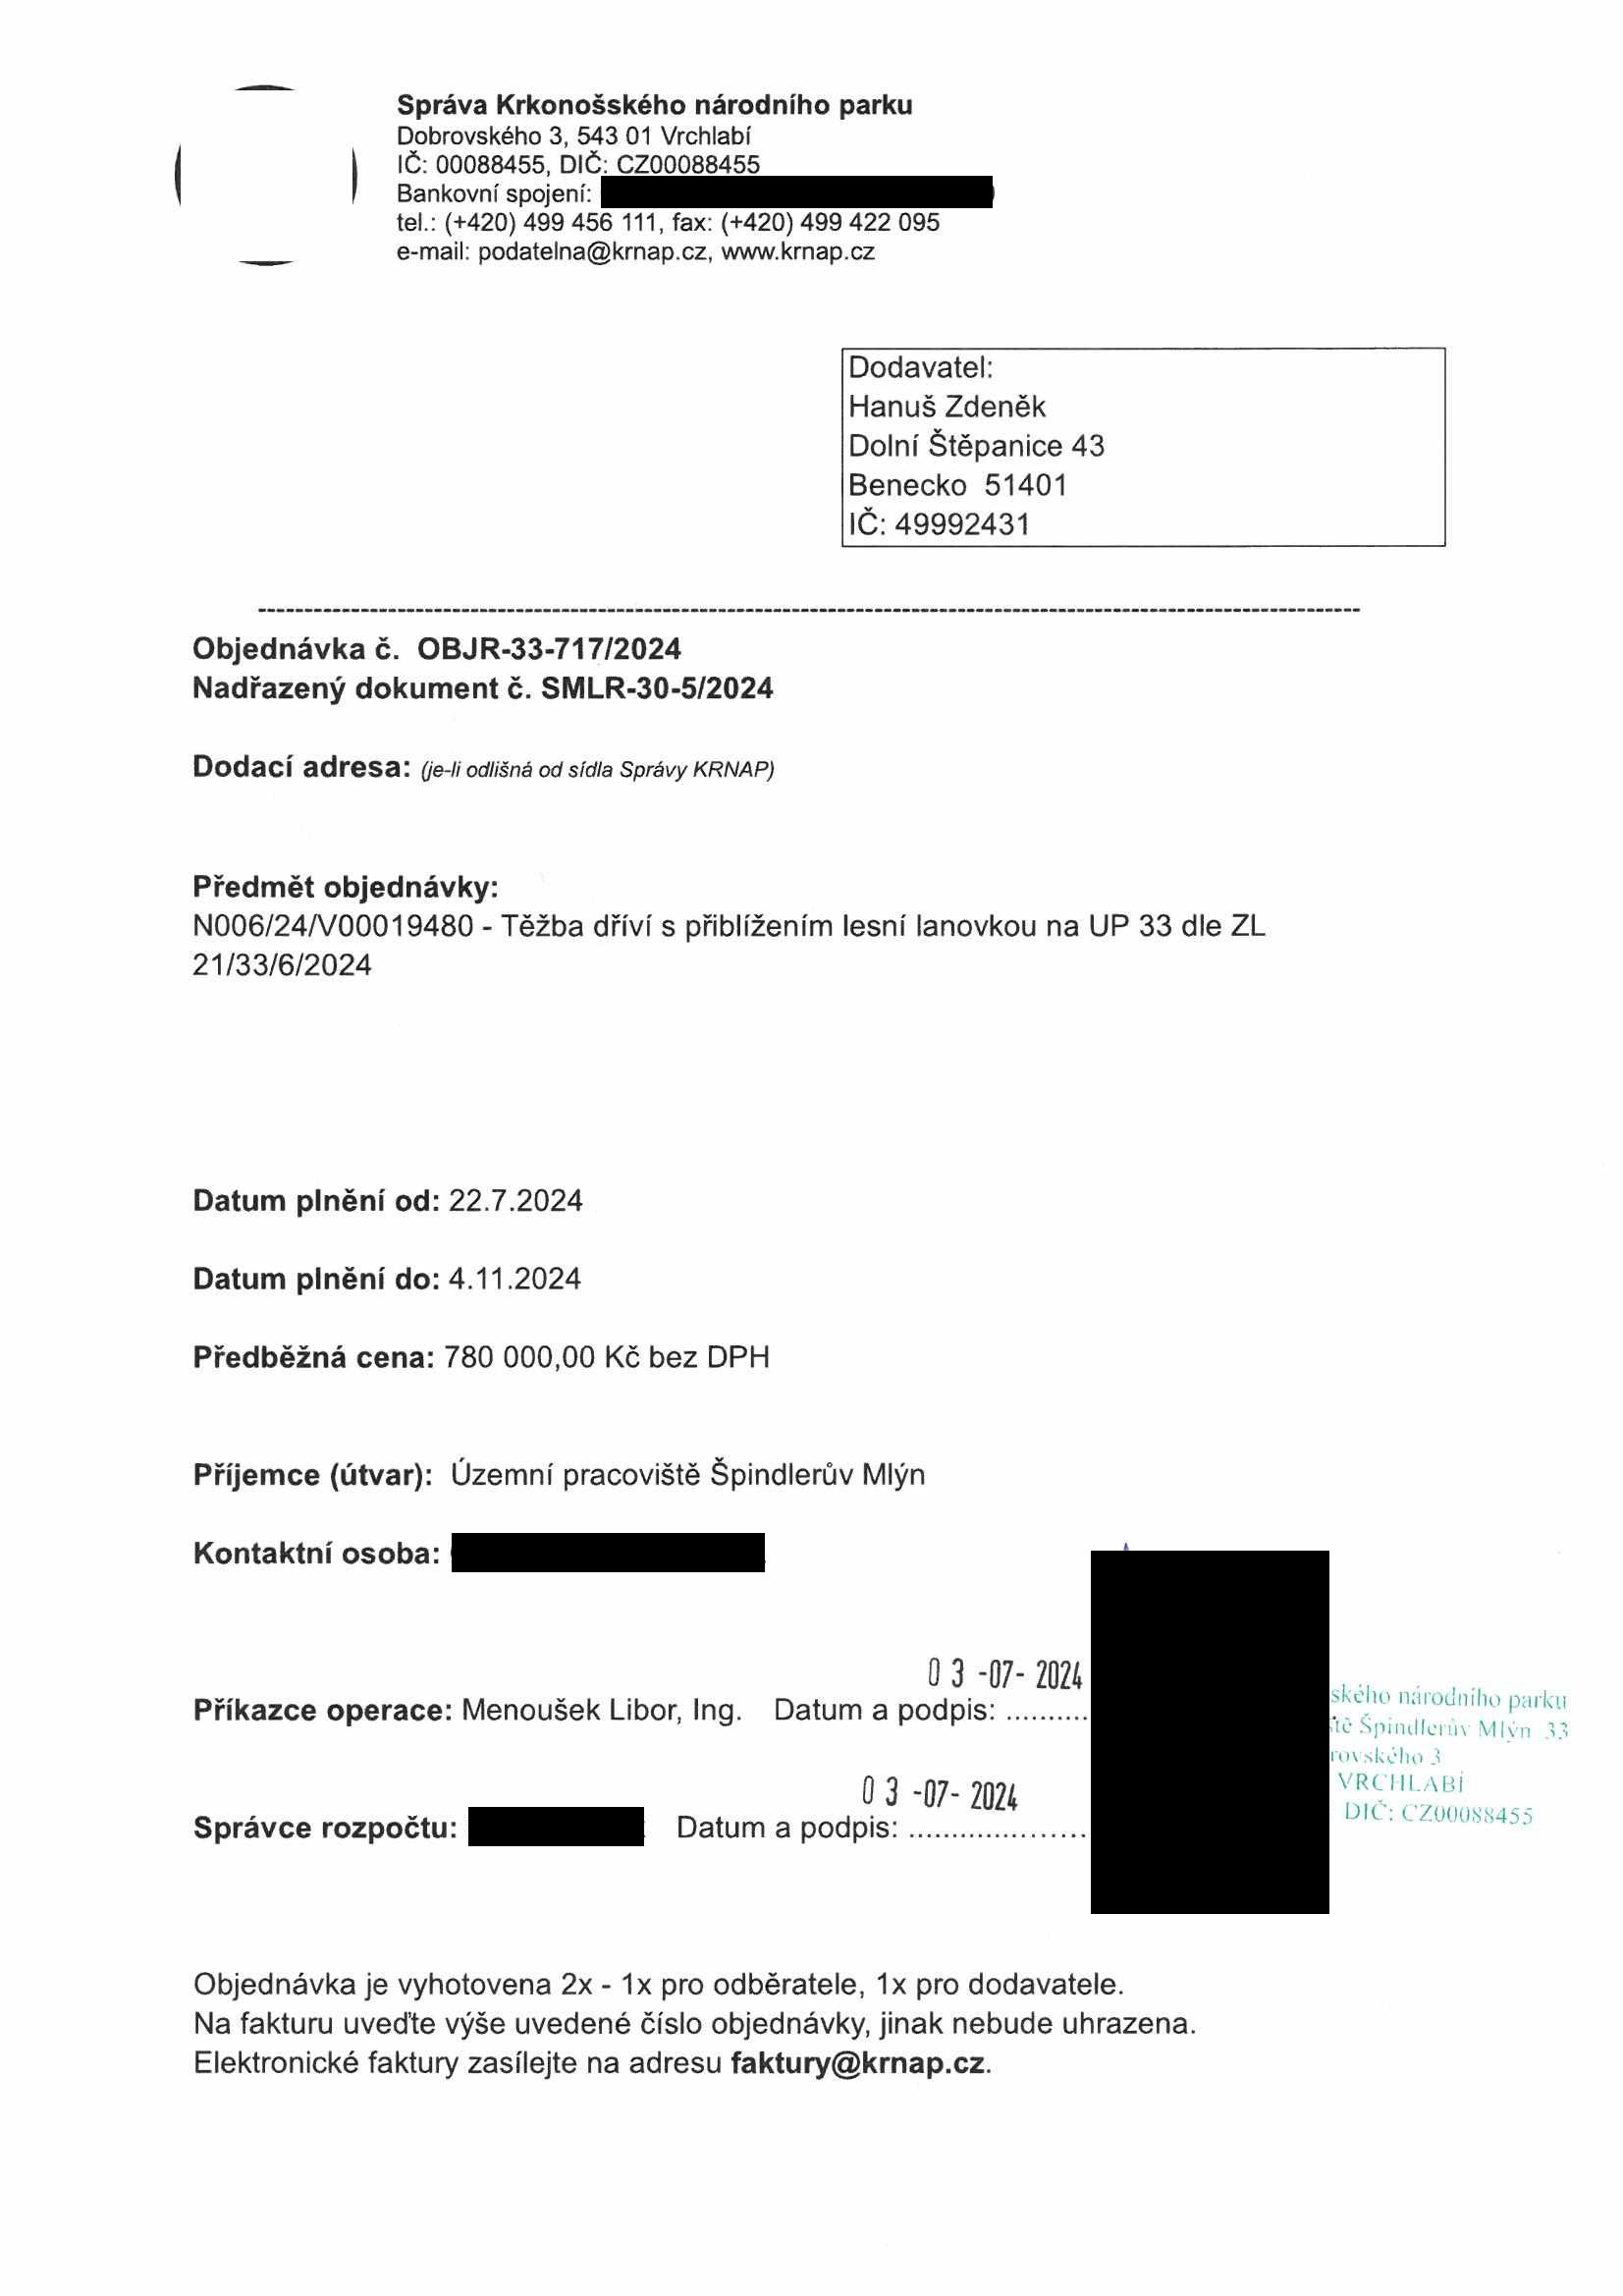 Správa Krkonošského národního parku
Dobrovského 3, 543 01 Vrchlabí
IČ: 00088455, DIČ: CZ00088455
Bankovní spojení:
tel.: (+420) 499 456 111, fax: (+420) 499 422 095
e-mail: podatelna@krnap.cz, www.krnap.cz
Dodavatel:
Hanuš Zdeněk
Dolní Štěpanice 43
Benecko 51401
IČ: 49992431
Objednávka č. OBJR-33-717/2024
Nadřazený dokument č. SMLR-30-5/2024
Dodací adresa: (je-li odlišná od sídla Správy KRNAP)
Předmět objednávky:
N006/24/V00019480 - Těžba dříví s přiblížením lesní lanovkou na UP 33 dle ZL
21/33/6/2024
Datum plnění od: 22.7.2024
Datum plnění do: 4.11.2024
Předběžná cena: 780 000,00 Kč bez DPH
Příjemce (útvar): Územní pracoviště Špindlerův Mlýn
Kontaktní osoba:
03 -07- 2024
Příkazce operace: Menoušek Libor, Ing. Datum a podpis: ..........
03 -07- 2024
Správce rozpočtu: Datum a podpis: .....................
ského národního parku
tě Špindlerův Mlýn 33
rovského 3
VRCHLABÍ
DIČ: CZ00088455
Objednávka je vyhotovena 2x - 1x pro odběratele, 1x pro dodavatele.
Na fakturu uveďte výše uvedené číslo objednávky, jinak nebude uhrazena.
Elektronické faktury zasílejte na adresu faktury@krnap.cz.